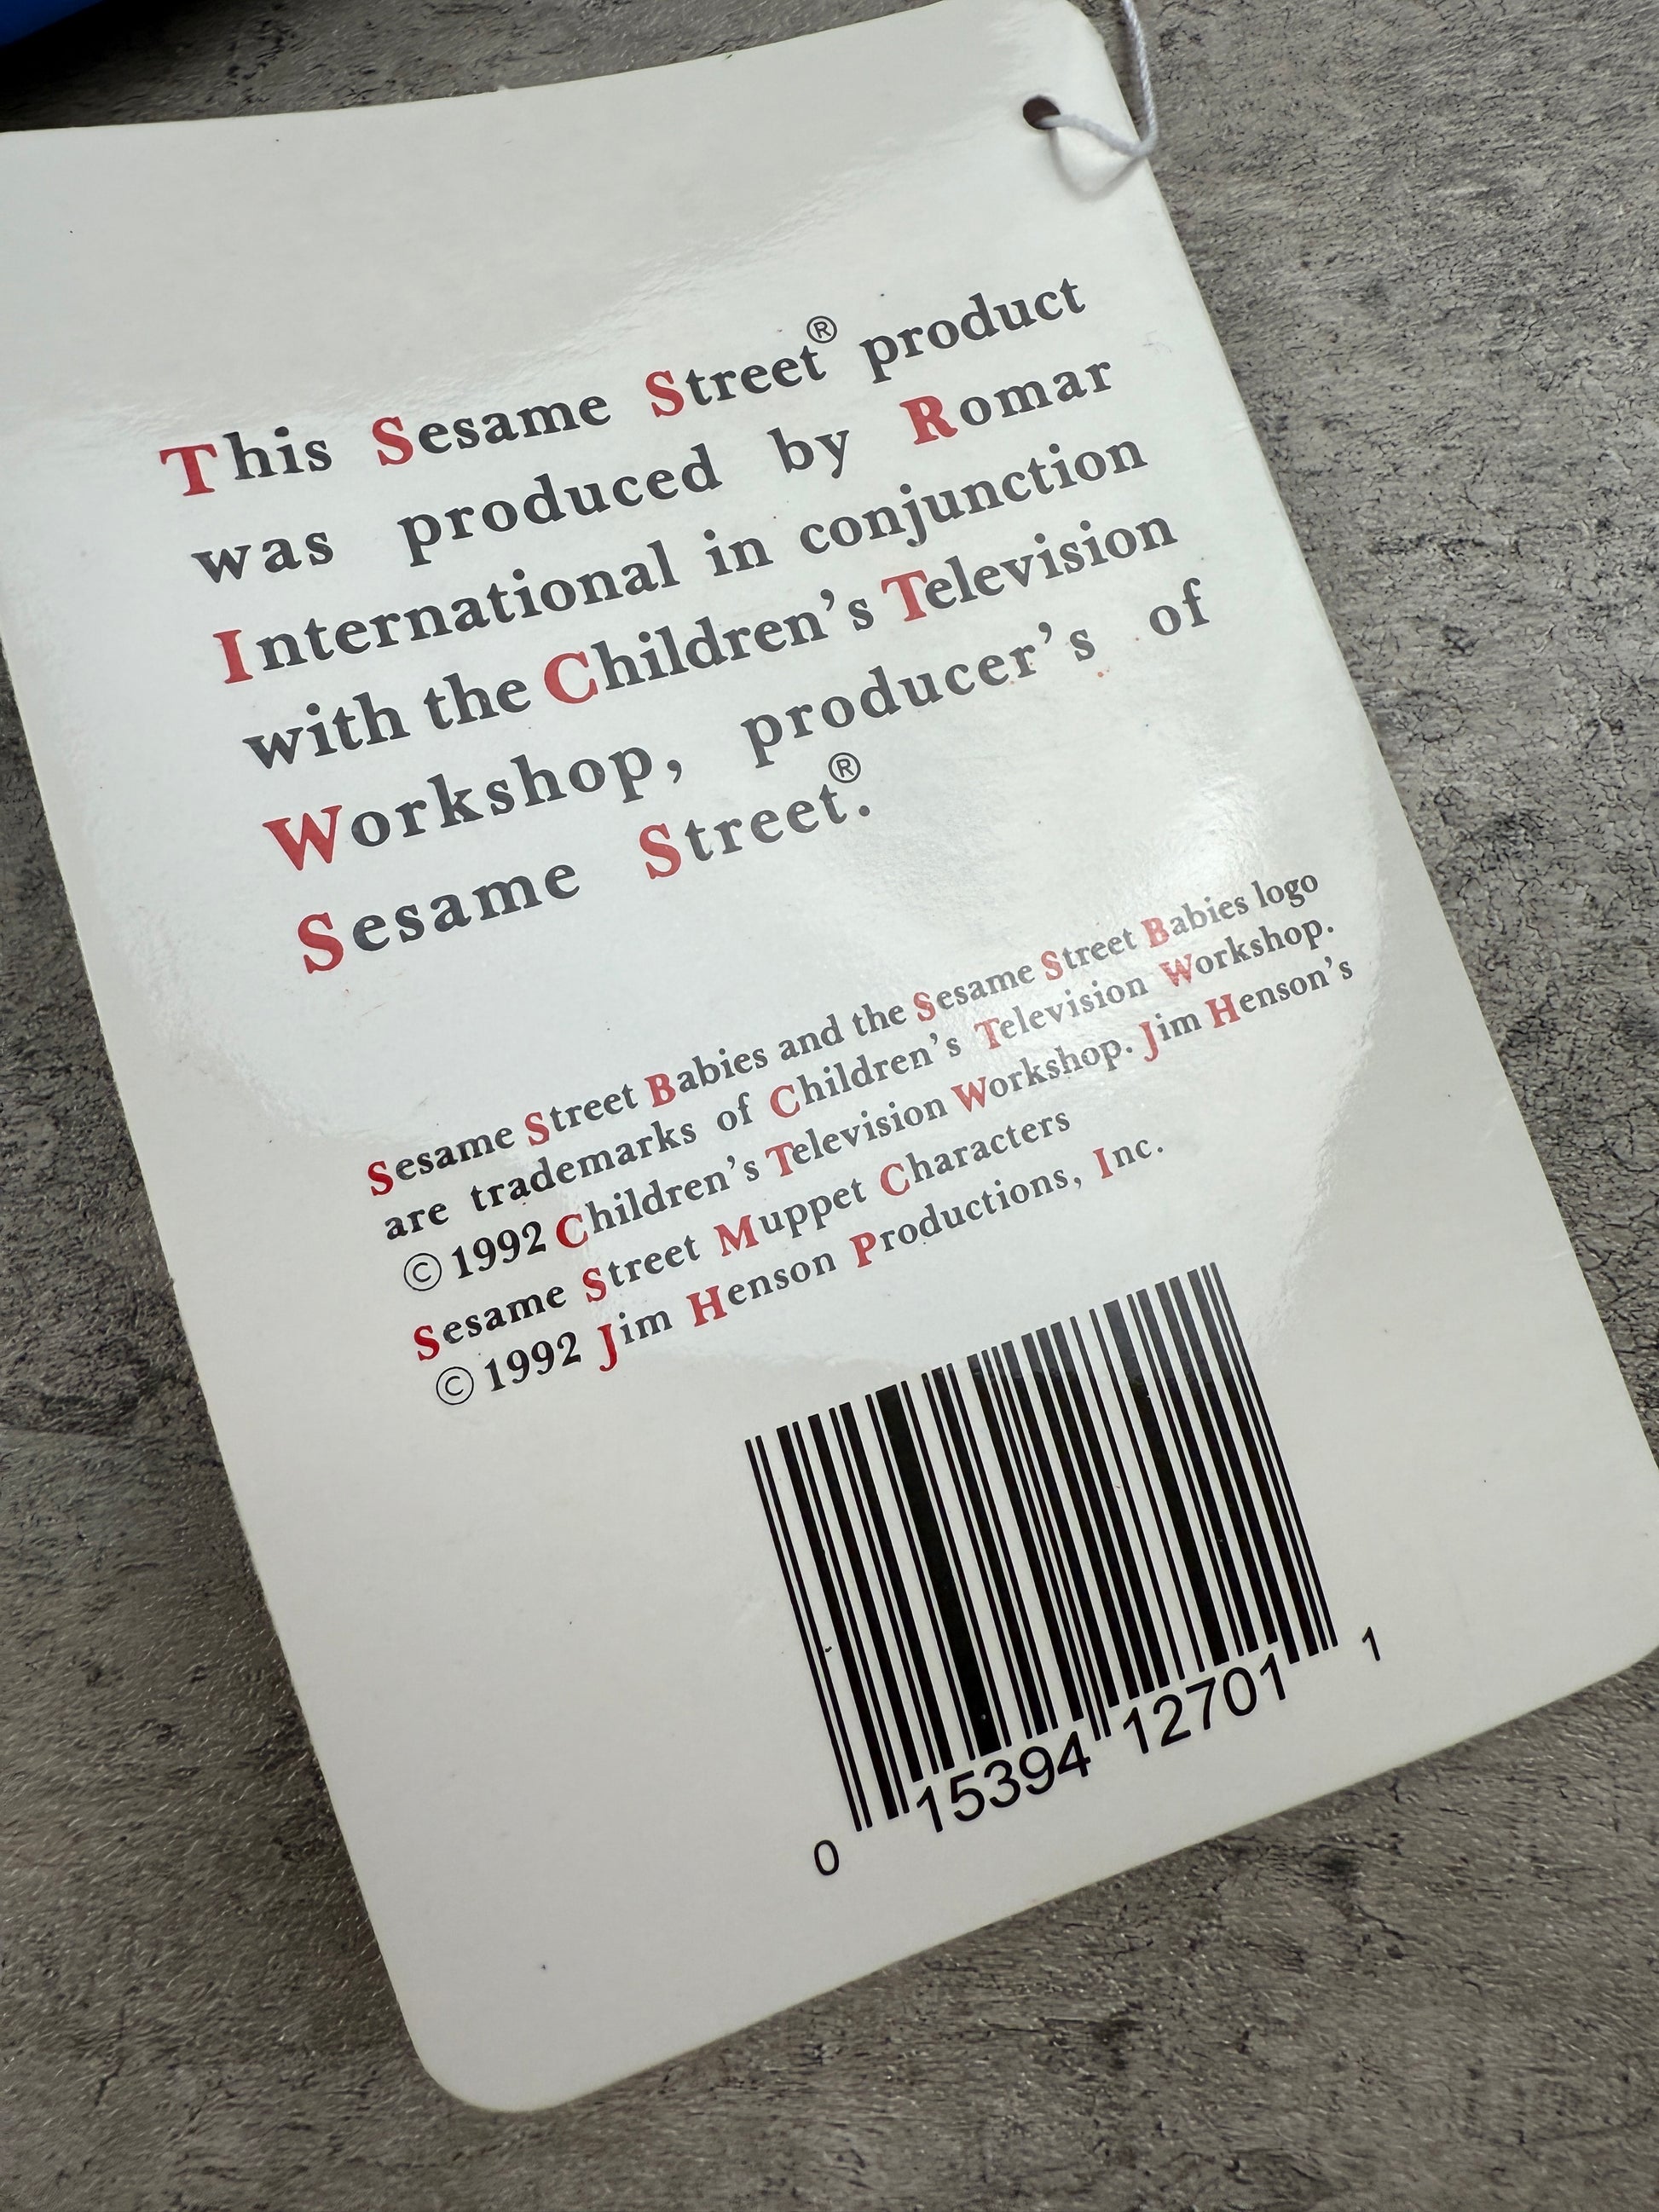 This Sesame Street® product
was produced by Romar
International in conjunction
with the Children's Television
Workshop, producer's of
Sesame Street®.
Sesame Street Babies and the Sesame Street Babies logo
are trademarks of Children's Television Workshop.
© 1992 Children's Television Workshop. Jim Henson's
Sesame Street Muppet Characters
© 1992 Jim Henson Productions, Inc.
0 15394 12701 1